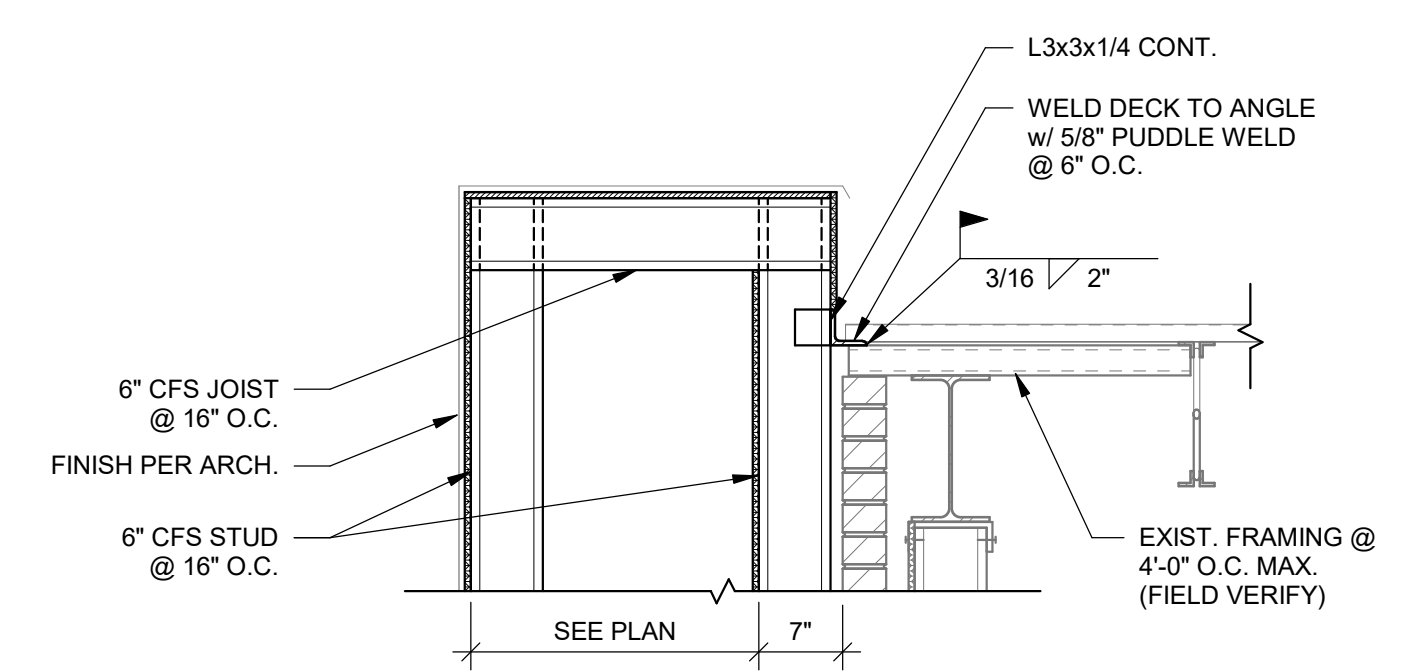 L3x3x1/4 CONT.
WELD DECK TO ANGLE
w/ 5/8" PUDDLE WELD
@ 6" O.C.
3/16 2"
6" CFS JOIST
@ 16" O.C.
FINISH PER ARCH.
6" CFS STUD
@ 16" O.C.
EXIST. FRAMING @
4'-0" O.C. MAX.
(FIELD VERIFY)
SEE PLAN 7"